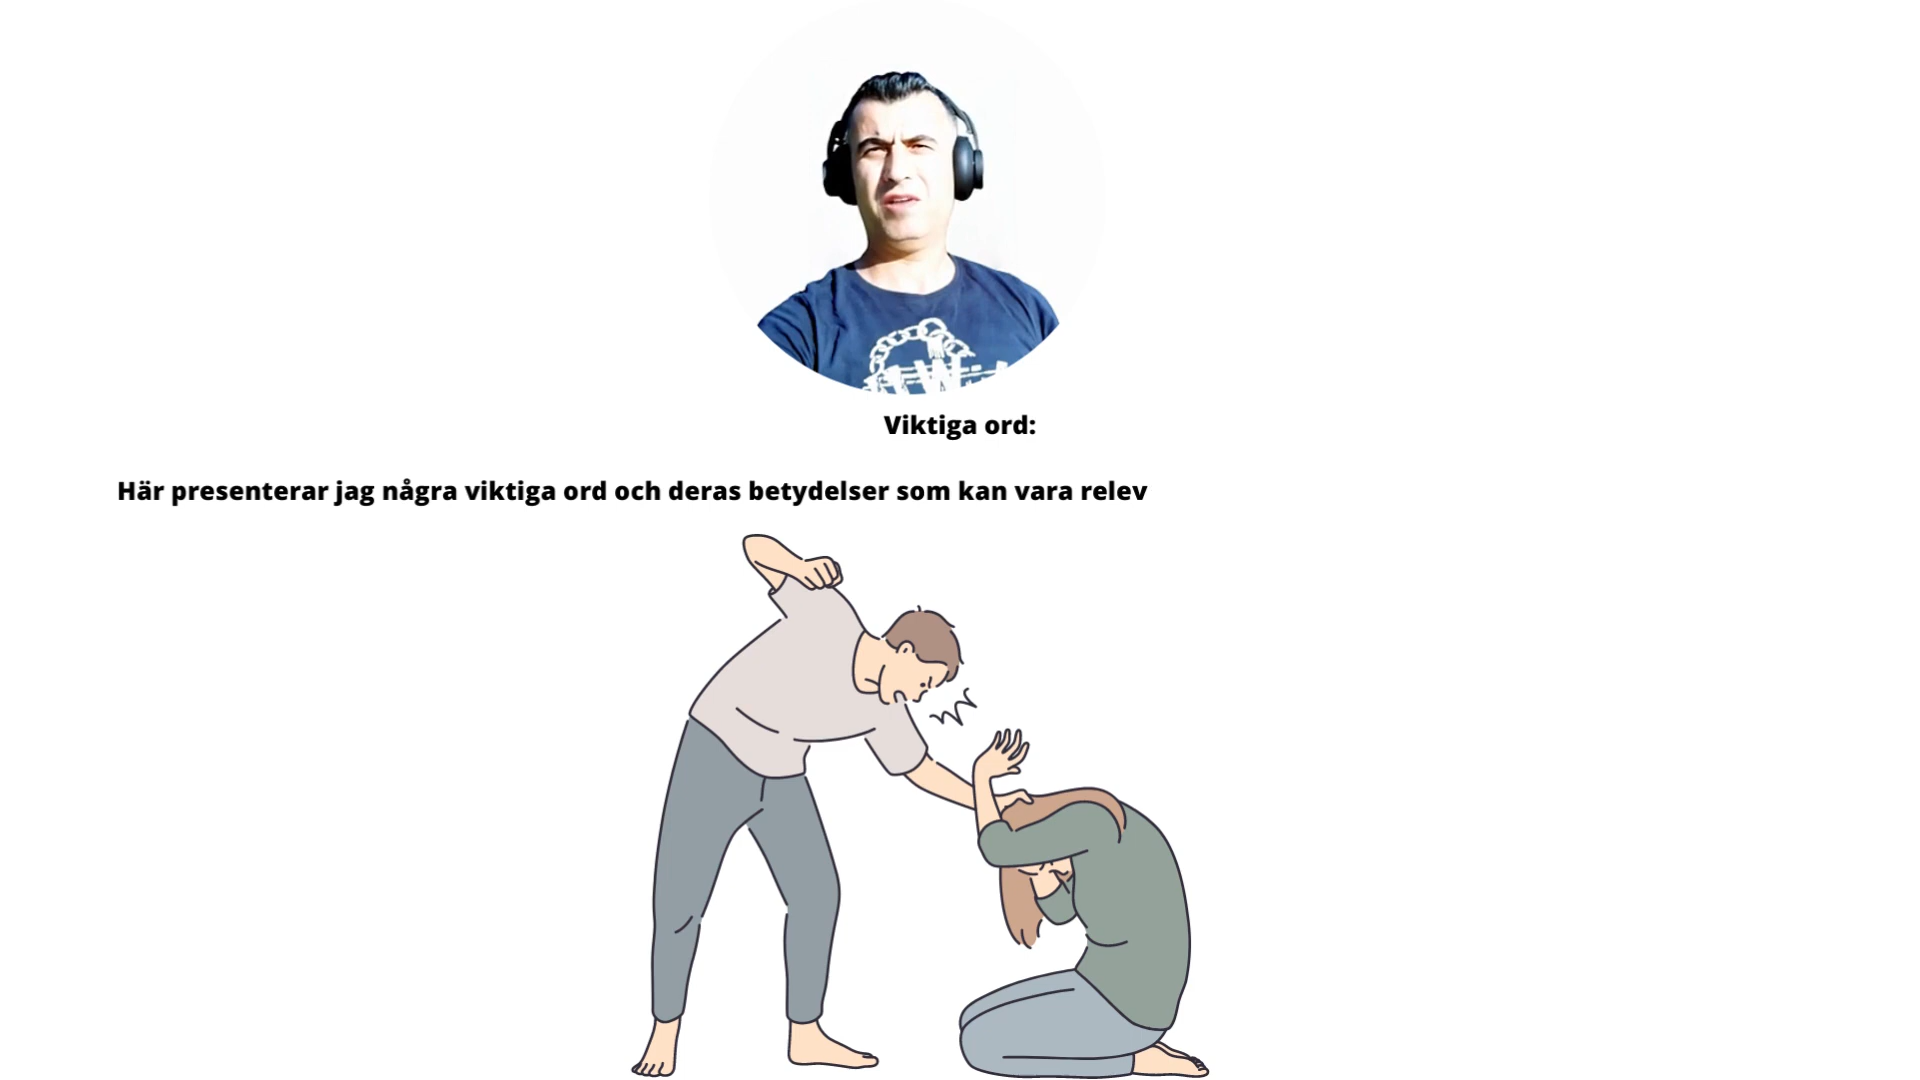 Viktiga ord:
Här presenterar jag några viktiga ord och deras betydelser som kan vara relev